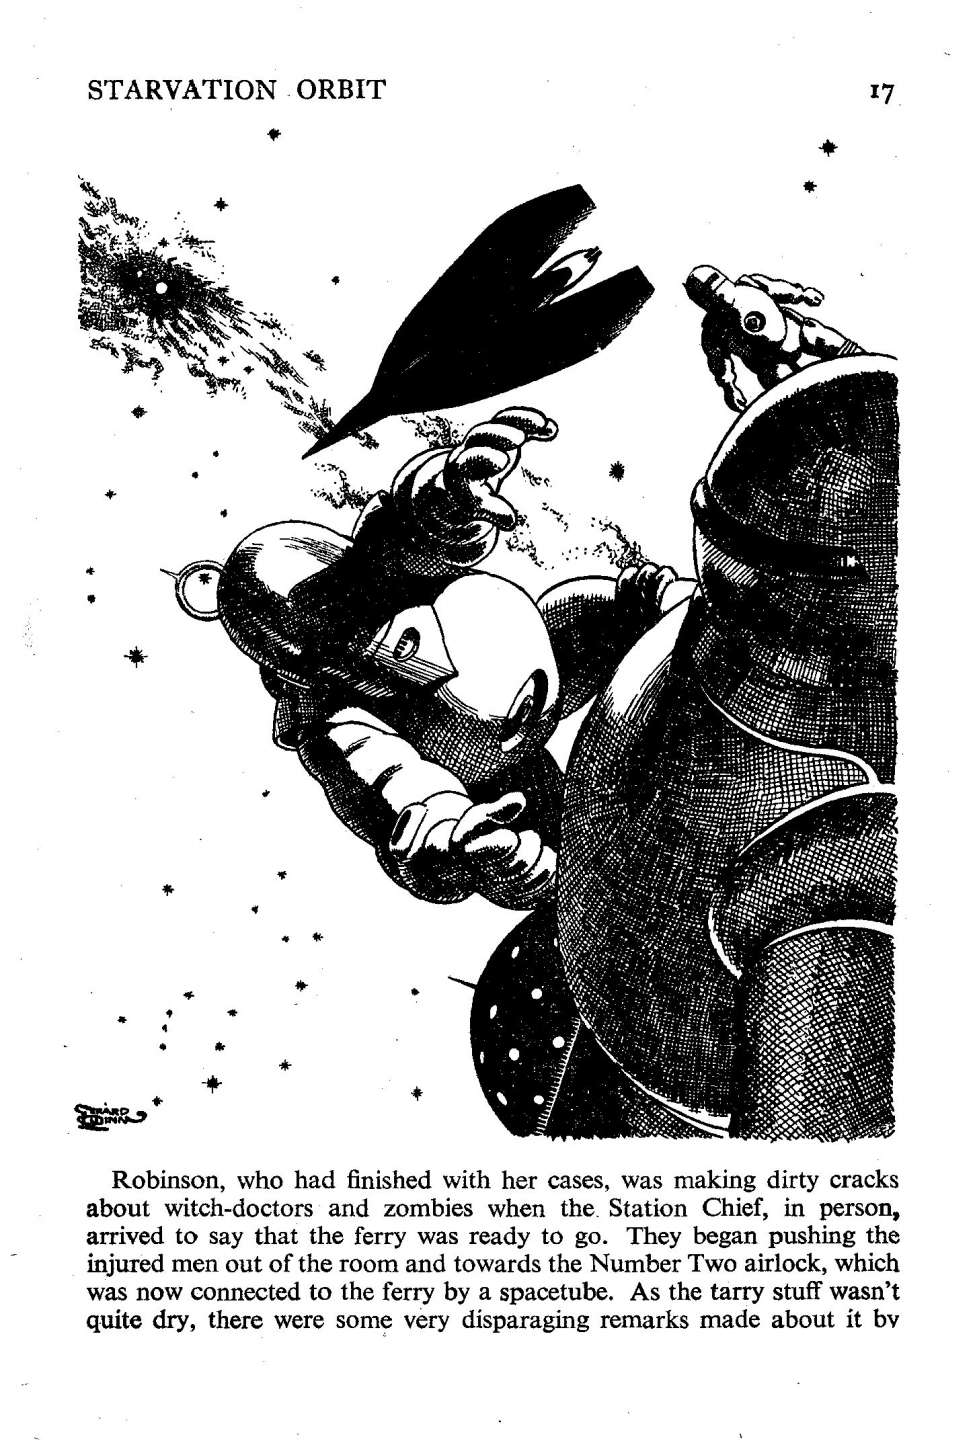 STARVATION ORBIT 17
GERARD
QUINN
Robinson, who had finished with her cases, was making dirty cracks
about witch-doctors and zombies when the Station Chief, in person,
arrived to say that the ferry was ready to go. They began pushing the
injured men out of the room and towards the Number Two airlock, which
was now connected to the ferry by a spacetube. As the tarry stuff wasn't
quite dry, there were some very disparaging remarks made about it by